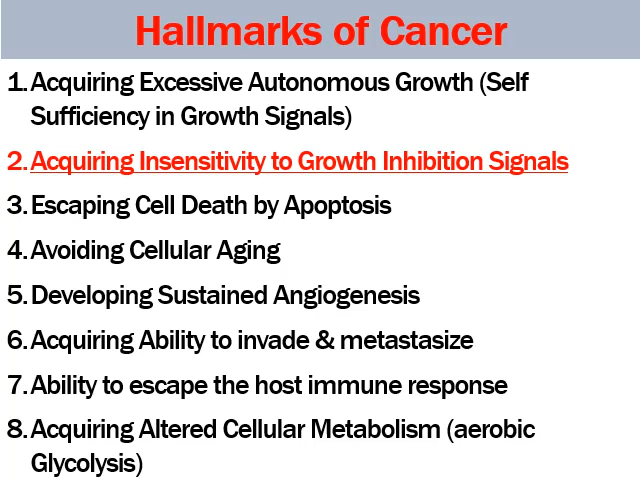 Hallmarks of Cancer
1. Acquiring Excessive Autonomous Growth (Self
Sufficiency in Growth Signals)
2. Acquiring Insensitivity to Growth Inhibition Signals
3. Escaping Cell Death by Apoptosis
4. Avoiding Cellular Aging
5. Developing Sustained Angiogenesis
6. Acquiring Ability to invade & metastasize
7. Ability to escape the host immune response
8. Acquiring Altered Cellular Metabolism (aerobic
Glycolysis)